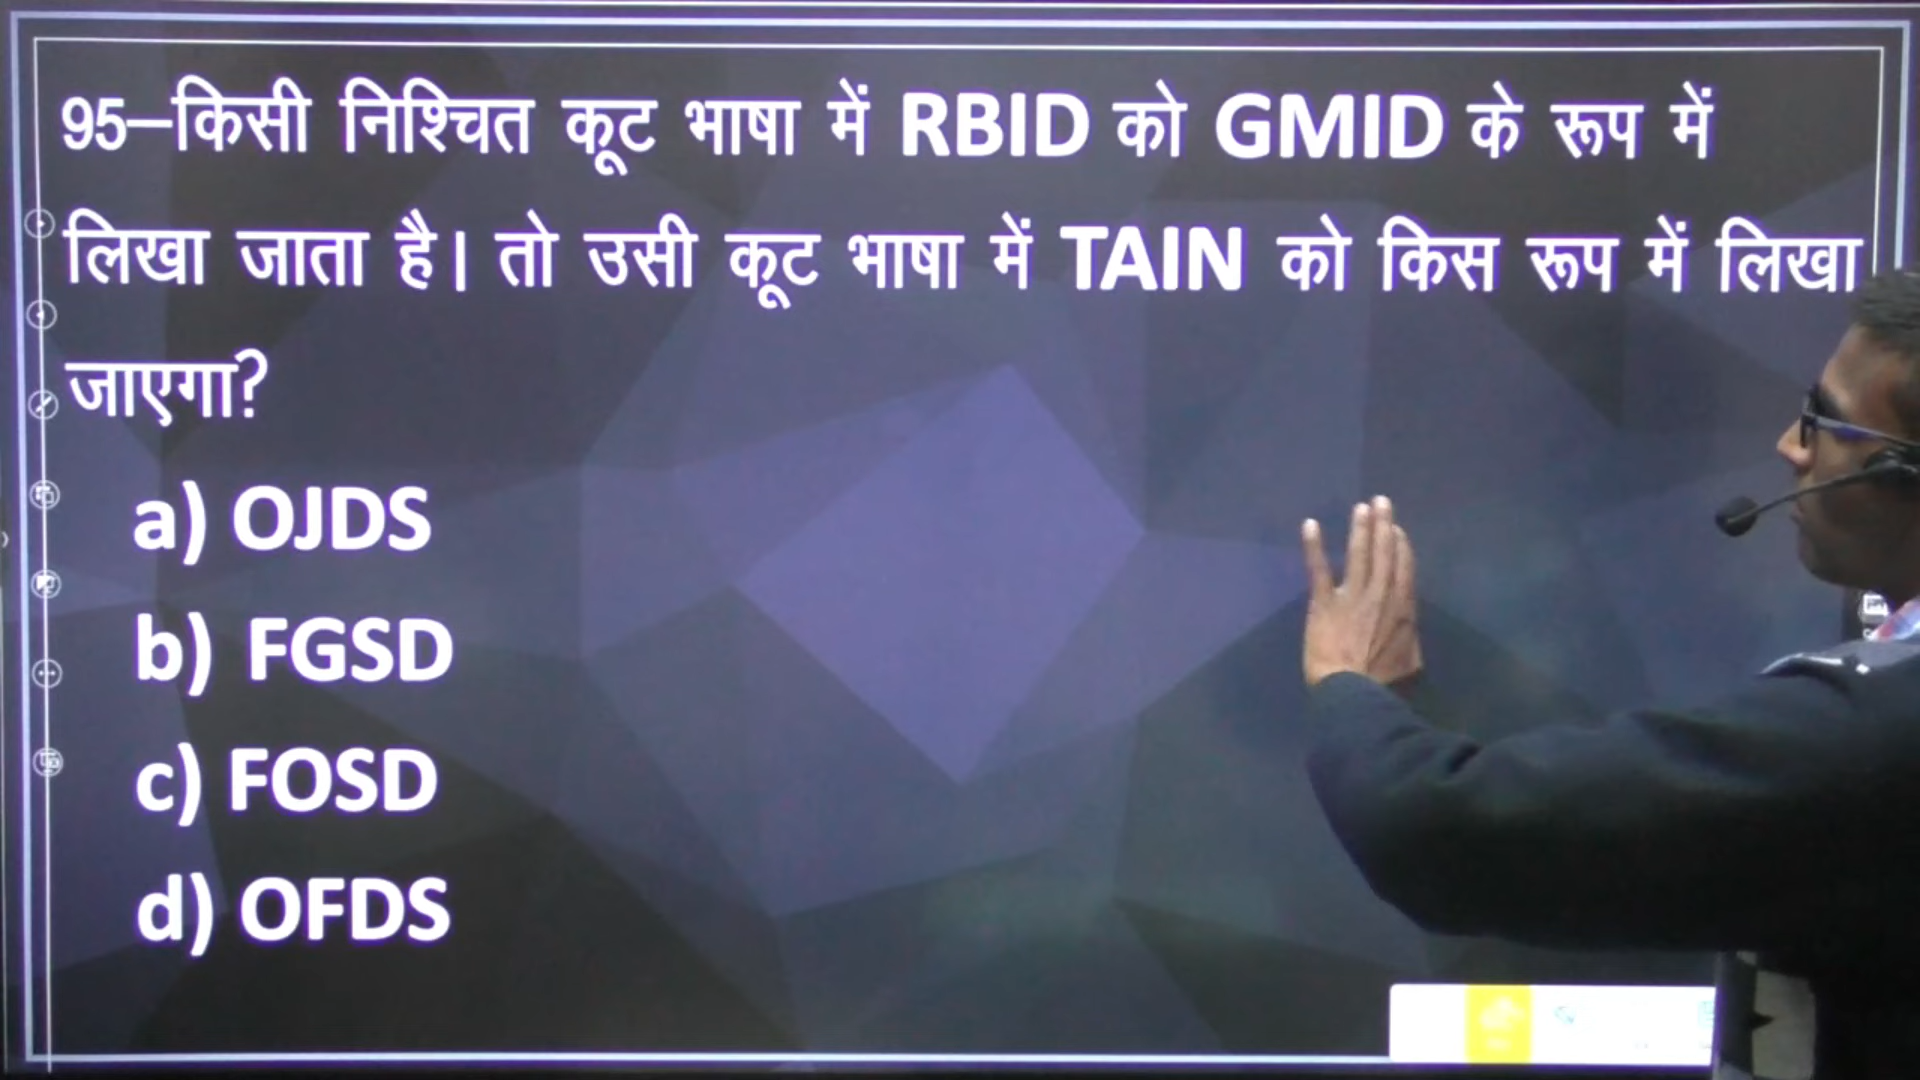 95–किसी निश्चित कूट भाषा में RBID को GMID के रूप में
लिखा जाता है। तो उसी कूट भाषा में TAIN को किस रूप में लिखा
जाएगा?
a) OJDS
b) FGSD
c) FOSD
d) OFDS